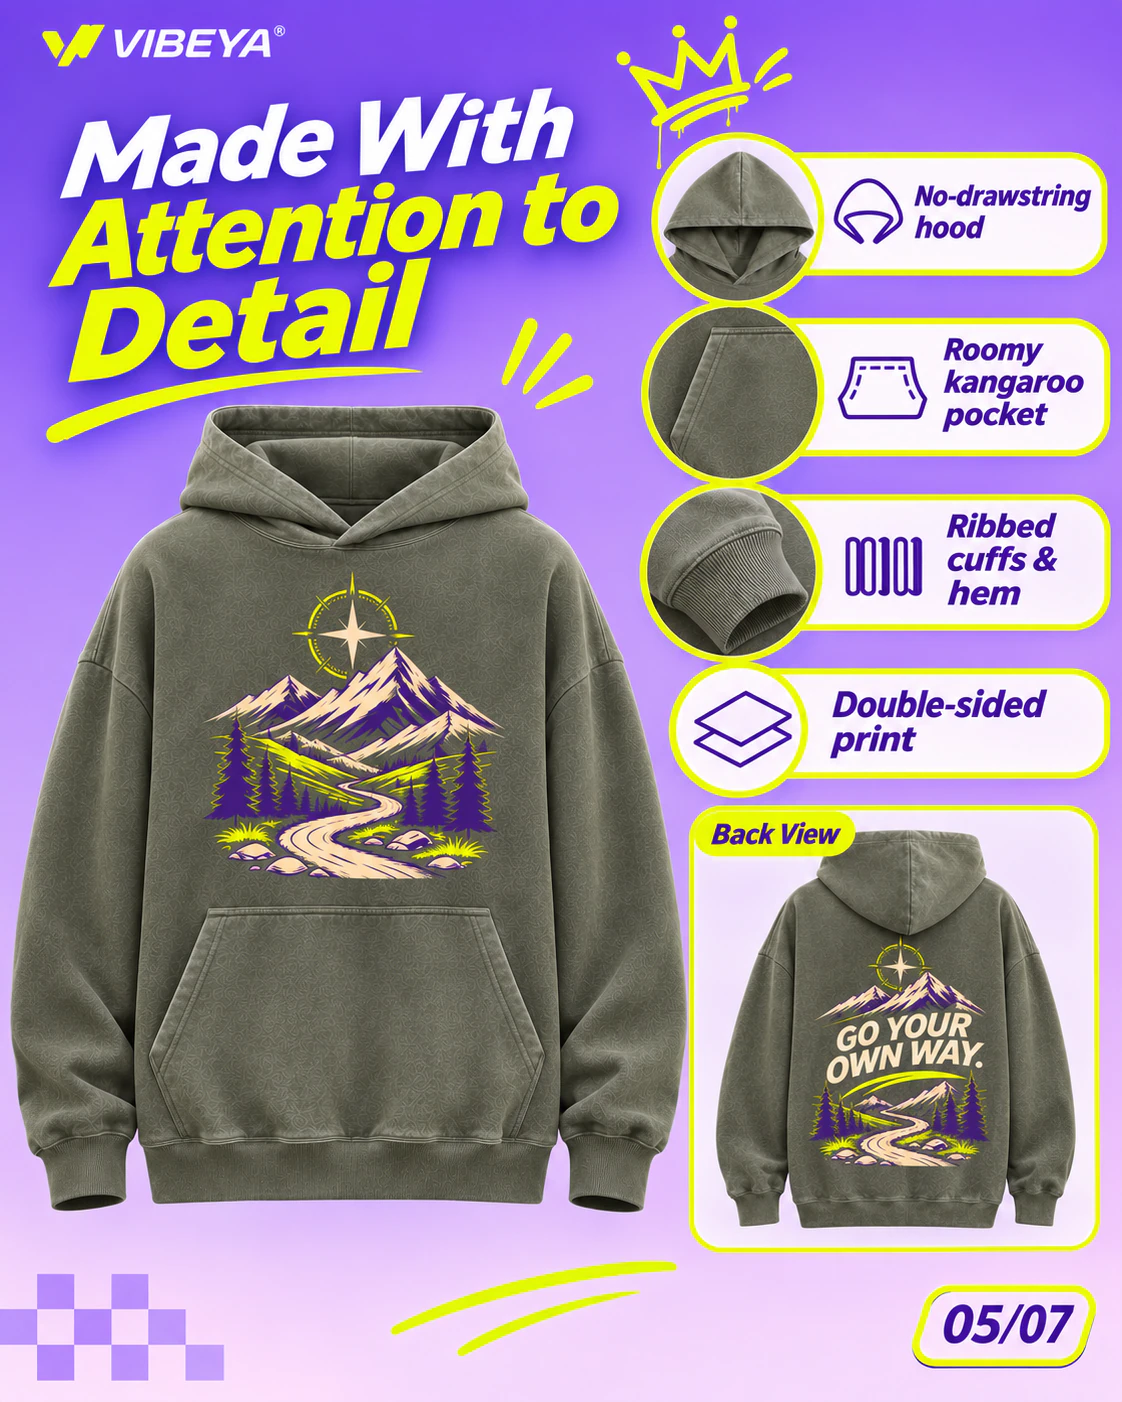 VIBEYA®
Made With
Attention to
Detail
No-drawstring
hood
Roomy
kangaroo
pocket
Ribbed
cuffs &
hem
Double-sided
print
Back View
GO YOUR
OWN WAY.
05/07